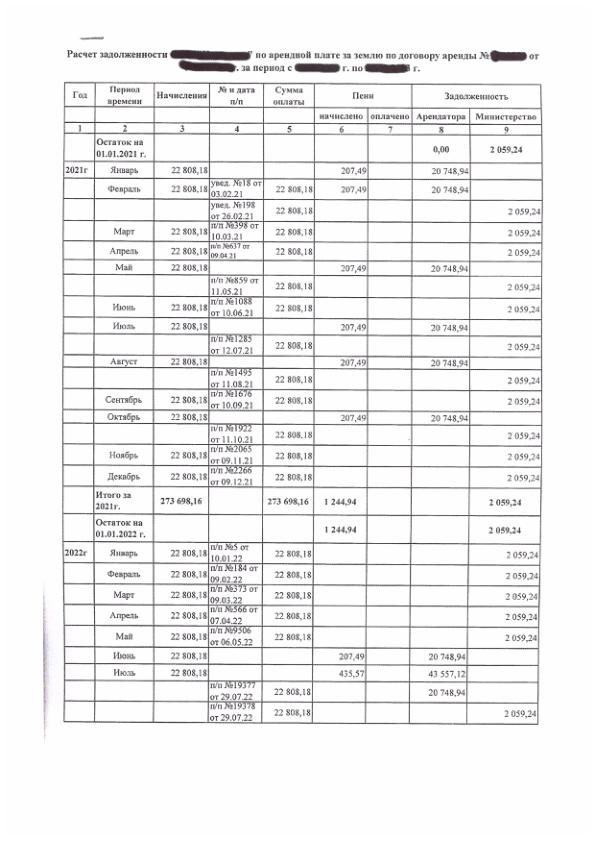 Расчет задолженности по арендной плате за землю по договору аренды № от
г. за период с г. по г.
Год Период времени Начисления № и дата п/п Сумма оплаты Пени Задолженность
начислено оплачено Арендатора Министерство
1 2 3 4 5 6 7 8 9
Остаток на 01.01.2021 г. 0,00 2 059,24
2021г Январь 22 808,18 207,49 20 748,94
Февраль 22 808,18 увед. №18 от 03.02.21 22 808,18 207,49 20 748,94
увед. №198 от 26.02.21 22 808,18 2 059,24
Март 22 808,18 п/п №398 от 10.03.21 22 808,18 2 059,24
Апрель 22 808,18 п/п №637 от 09.04.21 22 808,18 2 059,24
Май 22 808,18 207,49 20 748,94
п/п №859 от 11.05.21 22 808,18 2 059,24
Июнь 22 808,18 п/п №1088 от 10.06.21 22 808,18 2 059,24
Июль 22 808,18 207,49 20 748,94
п/п №1285 от 12.07.21 22 808,18 2 059,24
Август 22 808,18 207,49 20 748,94
п/п №1495 от 11.08.21 22 808,18 2 059,24
Сентябрь 22 808,18 п/п №1676 от 10.09.21 22 808,18 2 059,24
Октябрь 22 808,18 207,49 20 748,94
п/п №1922 от 11.10.21 22 808,18 2 059,24
Ноябрь 22 808,18 п/п №2065 от 09.11.21 22 808,18 2 059,24
Декабрь 22 808,18 п/п №2266 от 09.12.21 22 808,18 2 059,24
Итого за 2021г. 273 698,16 273 698,16 1 244,94 2 059,24
Остаток на 01.01.2022 г. 1 244,94 2 059,24
2022г Январь 22 808,18 п/п №5 от 10.01.22 22 808,18 2 059,24
Февраль 22 808,18 п/п №184 от 09.02.22 22 808,18 2 059,24
Март 22 808,18 п/п №373 от 09.03.22 22 808,18 2 059,24
Апрель 22 808,18 п/п №566 от 07.04.22 22 808,18 2 059,24
Май 22 808,18 п/п №9506 от 06.05.22 22 808,18 2 059,24
Июнь 22 808,18 207,49 20 748,94
Июль 22 808,18 435,57 43 557,12
п/п №19377 от 29.07.22 22 808,18 20 748,94
п/п №19378 от 29.07.22 22 808,18 2 059,24